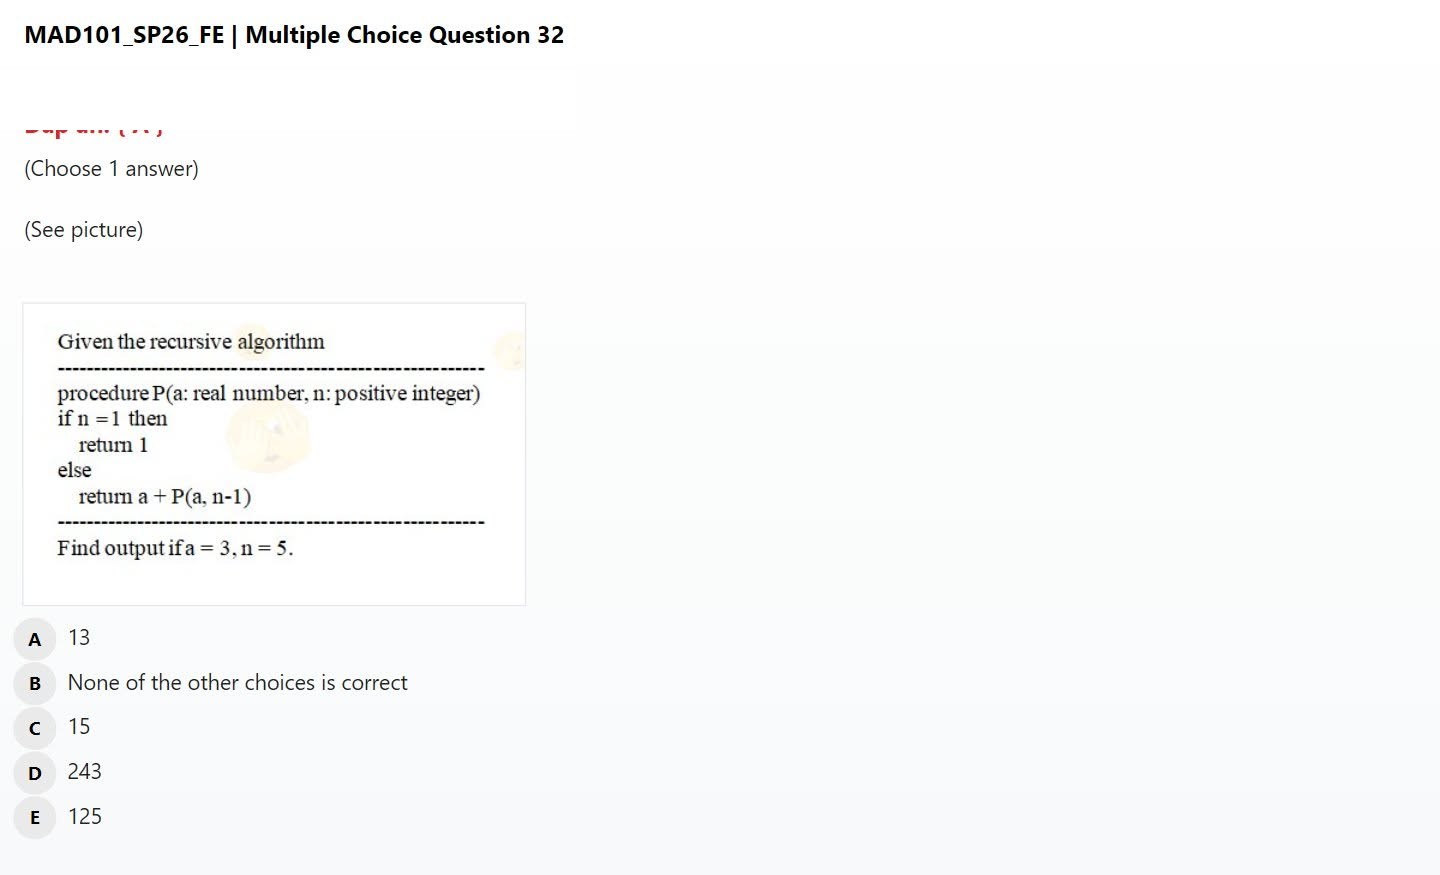 MAD101_SP26_FE | Multiple Choice Question 32
(Choose 1 answer)
(See picture)
Given the recursive algorithm
------------------------------------------------------------
procedure P(a: real number, n: positive integer)
if n =1 then
return 1
else
return a + P(a, n-1)
------------------------------------------------------------
Find output if a = 3, n = 5.
A 13
B None of the other choices is correct
C 15
D 243
E 125